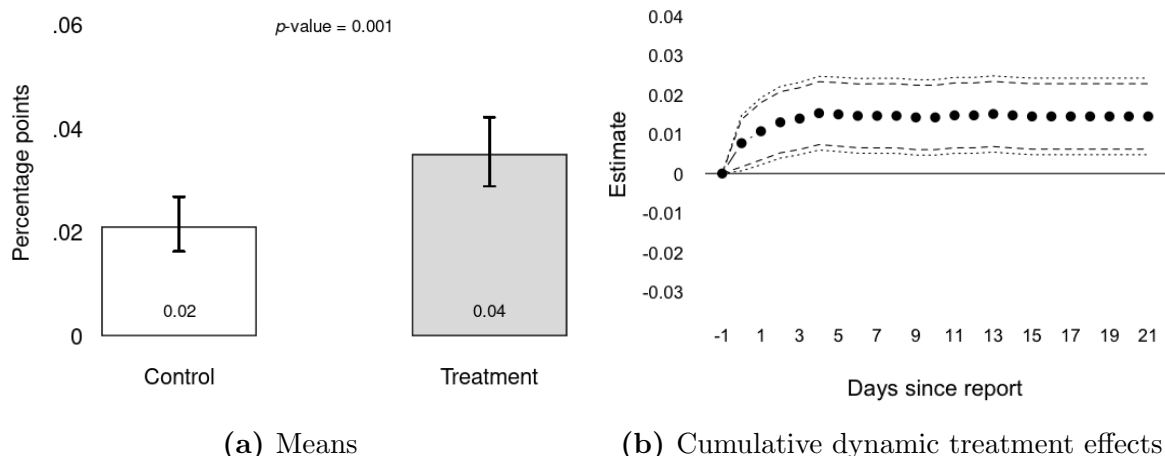 .06
.04
.02
0
Percentage points
p-value = 0.001
0.02
0.04
Control
Treatment
(a) Means
0.04
0.03
0.02
0.01
0
-0.01
-0.02
-0.03
Estimate
-1 1 3 5 7 9 11 13 15 17 19 21
Days since report
(b) Cumulative dynamic treatment effects